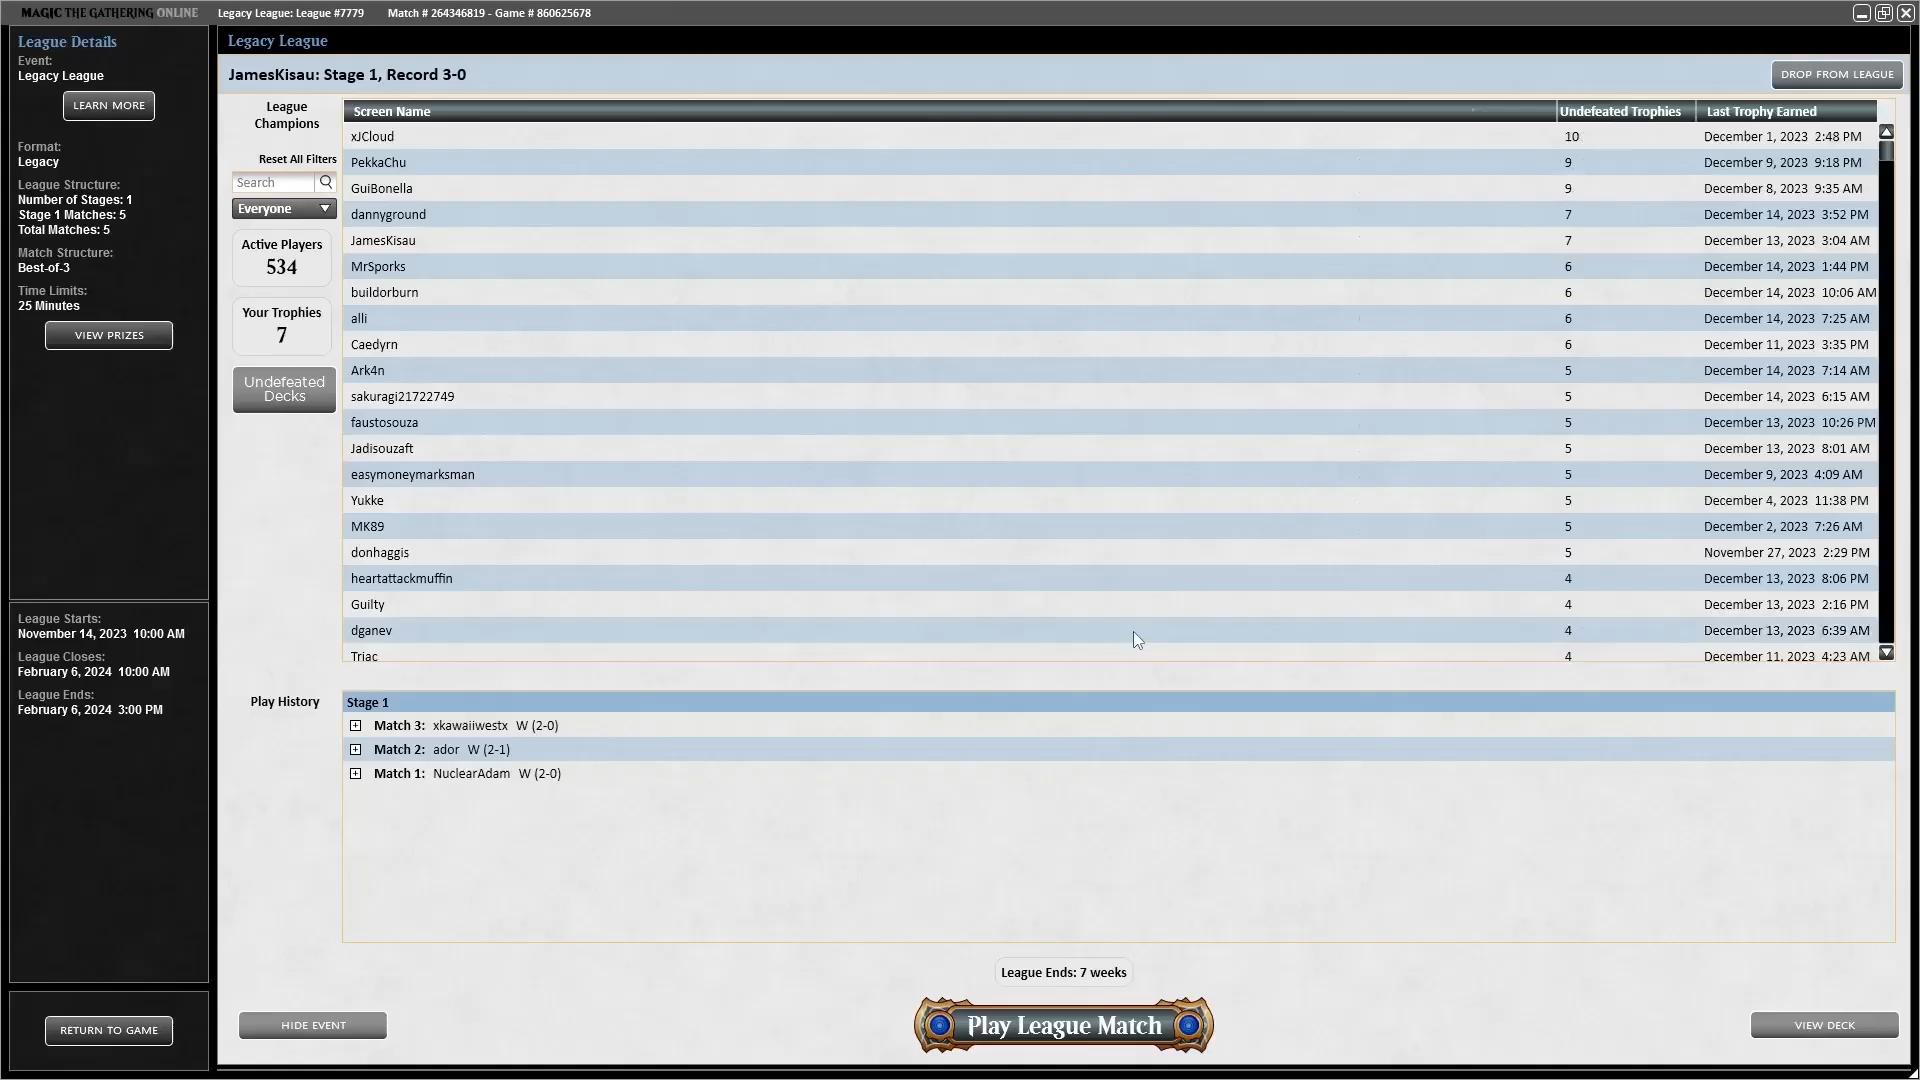 MAGIC THE GATHERING ONLINE Legacy League: League #7779 Match # 264346819 - Game # 860625678
League Details
Event:
Legacy League
LEARN MORE
Format:
Legacy
League Structure:
Number of Stages: 1
Stage 1 Matches: 5
Total Matches: 5
Match Structure:
Best-of-3
Time Limits:
25 Minutes
VIEW PRIZES
League Starts:
November 14, 2023 10:00 AM
League Closes:
February 6, 2024 10:00 AM
League Ends:
February 6, 2024 3:00 PM
RETURN TO GAME
Legacy League
JamesKisau: Stage 1, Record 3-0
DROP FROM LEAGUE
League
Champions
Reset All Filters
Search
Everyone
Active Players
534
Your Trophies
7
Undefeated
Decks
Screen Name Undefeated Trophies Last Trophy Earned
xJCloud 10 December 1, 2023 2:48 PM
PekkaChu 9 December 9, 2023 9:18 PM
GuiBonella 9 December 8, 2023 9:35 AM
dannyground 7 December 14, 2023 3:52 PM
JamesKisau 7 December 13, 2023 3:04 AM
MrSporks 6 December 14, 2023 1:44 PM
buildorburn 6 December 14, 2023 10:06 AM
alli 6 December 14, 2023 7:25 AM
Caedyrn 6 December 11, 2023 3:35 PM
Ark4n 5 December 14, 2023 7:14 AM
sakuragi21722749 5 December 14, 2023 6:15 AM
faustosouza 5 December 13, 2023 10:26 PM
Jadisouzaft 5 December 13, 2023 8:01 AM
easymoneymarksman 5 December 9, 2023 4:09 AM
Yukke 5 December 4, 2023 11:38 PM
MK89 5 December 2, 2023 7:26 AM
donhaggis 5 November 27, 2023 2:29 PM
heartattackmuffin 4 December 13, 2023 8:06 PM
Guilty 4 December 13, 2023 2:16 PM
dganev 4 December 13, 2023 6:39 AM
Triac 4 December 11, 2023 4:23 AM
Play History
Stage 1
Match 3: xkawaiiwestx W (2-0)
Match 2: ador W (2-1)
Match 1: NuclearAdam W (2-0)
League Ends: 7 weeks
HIDE EVENT
Play League Match
VIEW DECK